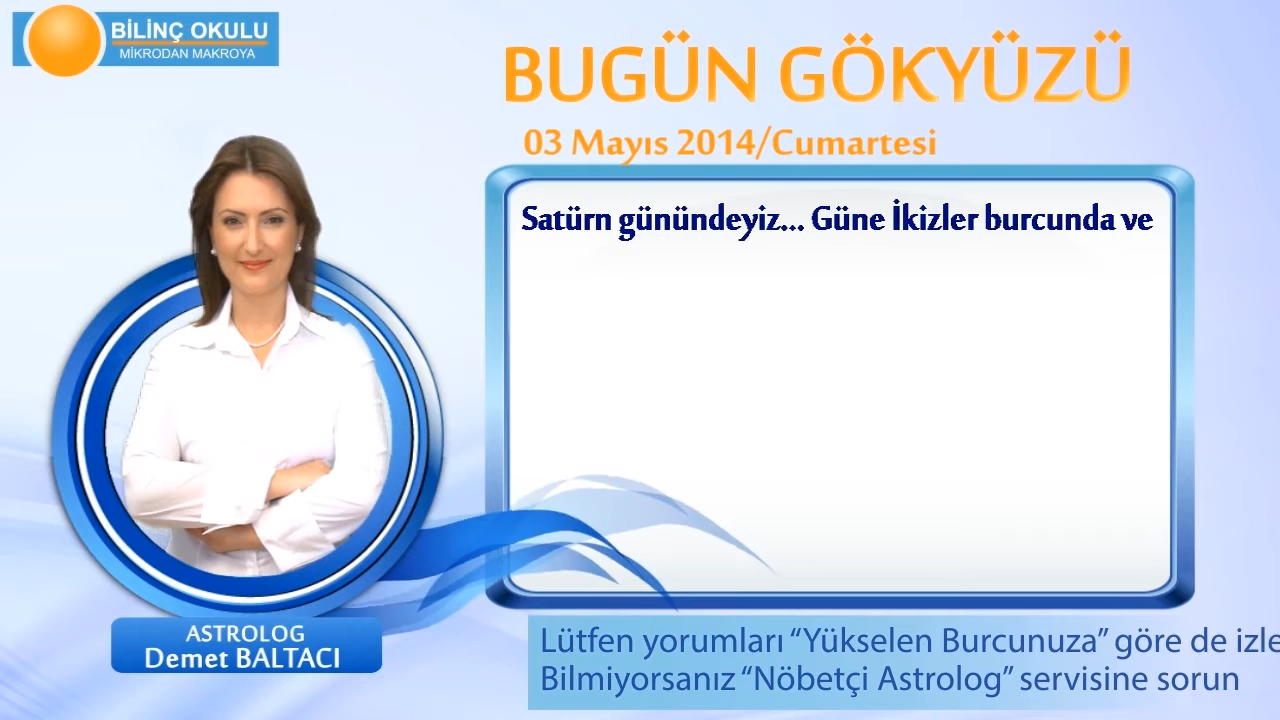 BİLİNÇ OKULU
MİKRODAN MAKROYA
BUGÜN GÖKYÜZÜ
03 Mayıs 2014/Cumartesi
Satürn günündeyiz... Güne İkizler burcunda ve
ASTROLOG
Demet BALTACI
Lütfen yorumları “Yükselen Burcunuza” göre de izle
Bilmiyorsanız “Nöbetçi Astrolog” servisine sorun